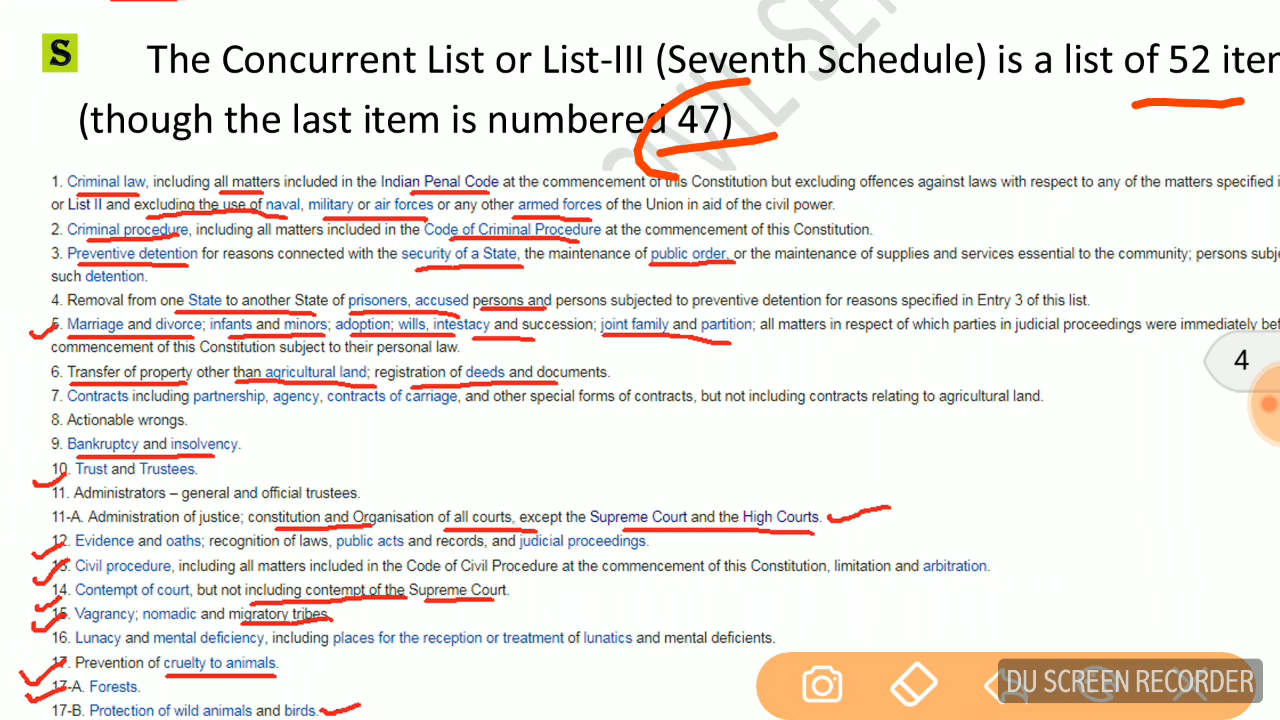 S
The Concurrent List or List-III (Seventh Schedule) is a list of 52
(though the last item is numbered 47)
1. Criminal law, including all matters included in the Indian Penal Code at the commencement of this Constitution but excluding offences against laws with respect to any of the matters specified
or List II and excluding the use of naval, military or air forces or any other armed forces of the Union in aid of the civil power.
2. Criminal procedure, including all matters included in the Code of Criminal Procedure at the commencement of this Constitution.
3. Preventive detention for reasons connected with the security of a State, the maintenance of public order, or the maintenance of supplies and services essential to the community; persons
such detention.
4. Removal from one State to another State of prisoners, accused persons and persons subjected to preventive detention for reasons specified in Entry 3 of this list.
5. Marriage and divorce; infants and minors; adoption; wills, intestacy and succession; joint family and partition; all matters in respect of which parties in judicial proceedings were immediately
commencement of this Constitution subject to their personal law.
4
6. Transfer of property other than agricultural land; registration of deeds and documents.
7. Contracts including partnership, agency, contracts of carriage, and other special forms of contracts, but not including contracts relating to agricultural land.
8. Actionable wrongs.
9. Bankruptcy and insolvency.
10. Trust and Trustees.
11. Administrators – general and official trustees.
11-A. Administration of justice; constitution and Organisation of all courts, except the Supreme Court and the High Courts.
12. Evidence and oaths; recognition of laws, public acts and records, and judicial proceedings.
13. Civil procedure, including all matters included in the Code of Civil Procedure at the commencement of this Constitution, limitation and arbitration.
14. Contempt of court, but not including contempt of the Supreme Court.
15. Vagrancy; nomadic and migratory tribes.
16. Lunacy and mental deficiency, including places for the reception or treatment of lunatics and mental deficients.
17. Prevention of cruelty to animals.
17-A. Forests.
DU SCREEN RECORDER
17-B. Protection of wild animals and birds.